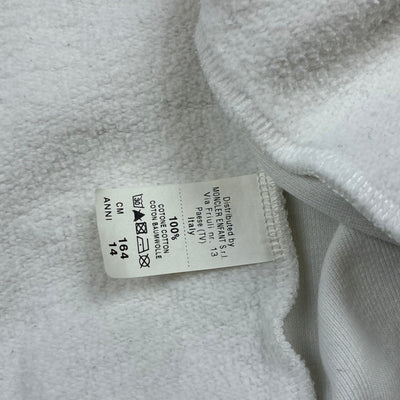 Distributed by
MONCLER ENFANT S.r.l.
Via Friuli nr. 13
Paese (TV)
Italy
100%
COTONE COTTON
COTON BAUMWOLLE
CM 164
ANNI 14